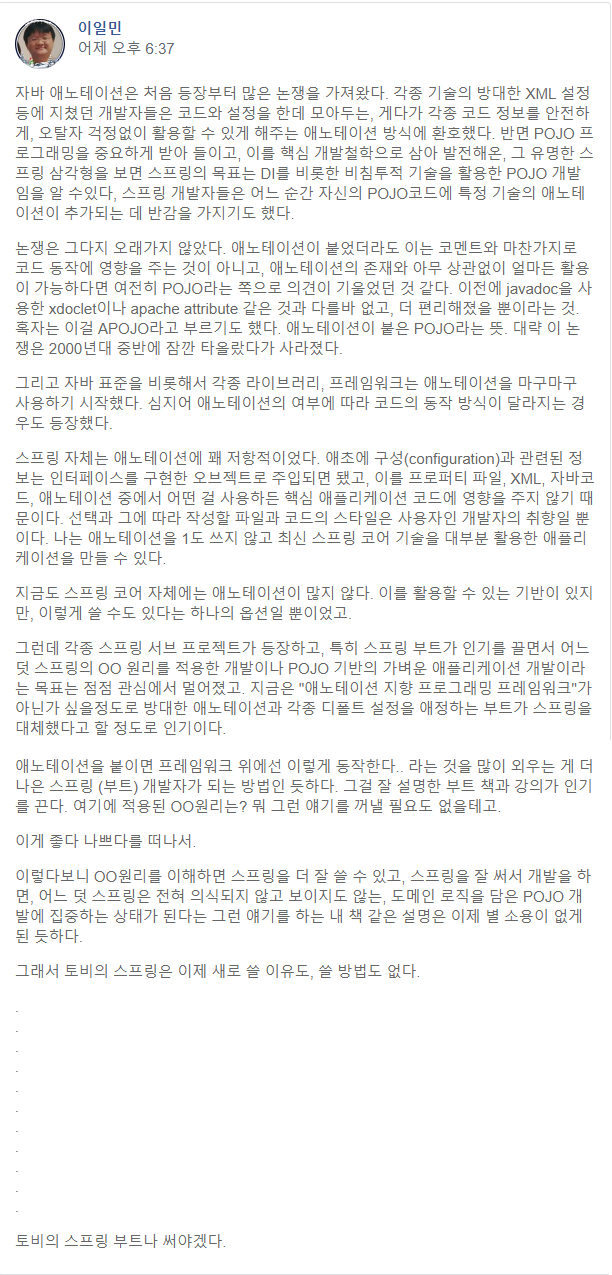 이일민
어제 오후 6:37
자바 애노테이션은 처음 등장부터 많은 논쟁을 가져왔다. 각종 기술의 방대한 XML 설정
등에 지쳤던 개발자들은 코드와 설정을 한데 모아두는, 게다가 각종 코드 정보를 안전하
게, 오탈자 걱정없이 활용할 수 있게 해주는 애노테이션 방식에 환호했다. 반면 POJO 프
로그래밍을 중요하게 받아 들이고, 이를 핵심 개발철학으로 삼아 발전해온, 그 유명한 스
프링 삼각형을 보면 스프링의 목표는 DI를 비롯한 비침투적 기술을 활용한 POJO 개발
임을 알 수있다, 스프링 개발자들은 어느 순간 자신의 POJO코드에 특정 기술의 애노테
이션이 추가되는 데 반감을 가지기도 했다.
논쟁은 그다지 오래가지 않았다. 애노테이션이 붙었더라도 이는 코멘트와 마찬가지로
코드 동작에 영향을 주는 것이 아니고, 애노테이션의 존재와 아무 상관없이 얼마든 활용
이 가능하다면 여전히 POJO라는 쪽으로 의견이 기울었던 것 같다. 이전에 javadoc을 사
용한 xdoclet이나 apache attribute 같은 것과 다를바 없고, 더 편리해졌을 뿐이라는 것.
혹자는 이걸 APOJO라고 부르기도 했다. 애노테이션이 붙은 POJO라는 뜻. 대략 이 논
쟁은 2000년대 중반에 잠깐 타올랐다가 사라졌다.
그리고 자바 표준을 비롯해서 각종 라이브러리, 프레임워크는 애노테이션을 마구마구
사용하기 시작했다. 심지어 애노테이션의 여부에 따라 코드의 동작 방식이 달라지는 경
우도 등장했다.
스프링 자체는 애노테이션에 꽤 저항적이었다. 애초에 구성(configuration)과 관련된 정
보는 인터페이스를 구현한 오브젝트로 주입되면 됐고, 이를 프로퍼티 파일, XML, 자바코
드, 애노테이션 중에서 어떤 걸 사용하든 핵심 애플리케이션 코드에 영향을 주지 않기 때
문이다. 선택과 그에 따라 작성할 파일과 코드의 스타일은 사용자인 개발자의 취향일 뿐
이다. 나는 애노테이션을 1도 쓰지 않고 최신 스프링 코어 기술을 대부분 활용한 애플리
케이션을 만들 수 있다.
지금도 스프링 코어 자체에는 애노테이션이 많지 않다. 이를 활용할 수 있는 기반이 있지
만, 이렇게 쓸 수도 있다는 하나의 옵션일 뿐이었고.
그런데 각종 스프링 서브 프로젝트가 등장하고, 특히 스프링 부트가 인기를 끌면서 어느
덧 스프링의 OO 원리를 적용한 개발이나 POJO 기반의 가벼운 애플리케이션 개발이라
는 목표는 점점 관심에서 멀어졌고. 지금은 "애노테이션 지향 프로그래밍 프레임워크"가
아닌가 싶을정도로 방대한 애노테이션과 각종 디폴트 설정을 애정하는 부트가 스프링을
대체했다고 할 정도로 인기이다.
애노테이션을 붙이면 프레임워크 위에선 이렇게 동작한다.. 라는 것을 많이 외우는 게 더
나은 스프링 (부트) 개발자가 되는 방법인 듯하다. 그걸 잘 설명한 부트 책과 강의가 인기
를 끈다. 여기에 적용된 OO원리는? 뭐 그런 얘기를 꺼낼 필요도 없을테고.
이게 좋다 나쁘다를 떠나서.
이렇다보니 OO원리를 이해하면 스프링을 더 잘 쓸 수 있고, 스프링을 잘 써서 개발을 하
면, 어느 덧 스프링은 전혀 의식되지 않고 보이지도 않는, 도메인 로직을 담은 POJO 개
발에 집중하는 상태가 된다는 그런 얘기를 하는 내 책 같은 설명은 이제 별 소용이 없게
된 듯하다.
그래서 토비의 스프링은 이제 새로 쓸 이유도, 쓸 방법도 없다.
.
.
.
.
.
.
.
.
.
.
.
토비의 스프링 부트나 써야겠다.